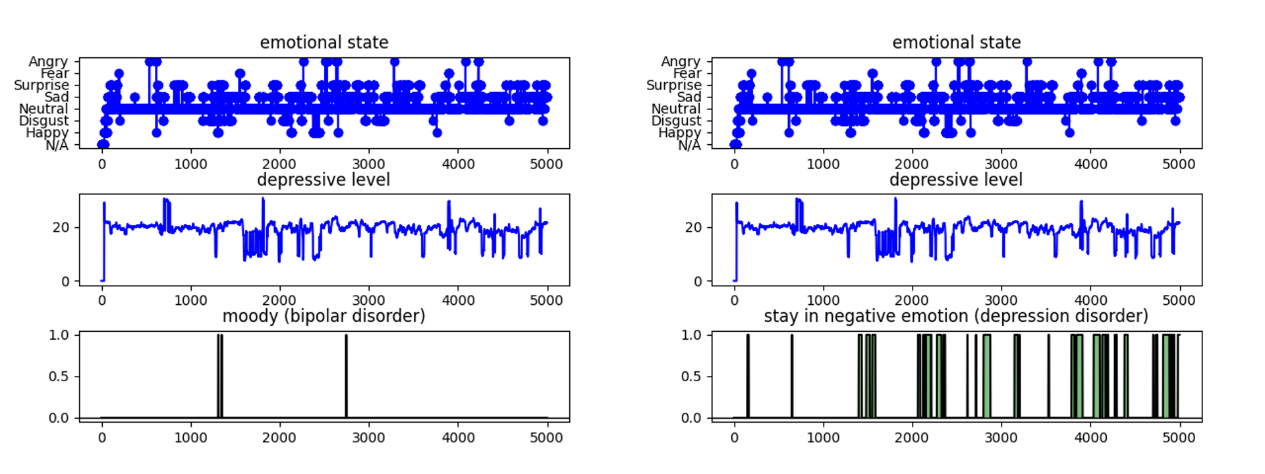 emotional state
Angry
Fear
Surprise
Sad
Neutral
Disgust
Happy
N/A
0 1000 2000 3000 4000 5000
depressive level
20
0
0 1000 2000 3000 4000 5000
moody (bipolar disorder)
1.0
0.5
0.0
0 1000 2000 3000 4000 5000
emotional state
Angry
Fear
Surprise
Sad
Neutral
Disgust
Happy
N/A
0 1000 2000 3000 4000 5000
depressive level
20
0
0 1000 2000 3000 4000 5000
stay in negative emotion (depression disorder)
1.0
0.5
0.0
0 1000 2000 3000 4000 5000